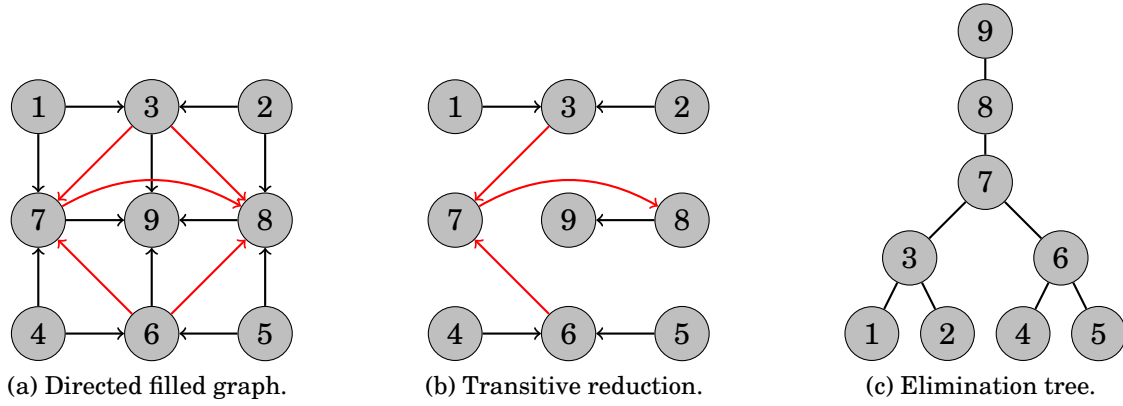 1 3 2
7 9 8
4 6 5
(a) Directed filled graph.
1 3 2
7 9 8
4 6 5
(b) Transitive reduction.
9
8
7
3 6
1 2 4 5
(c) Elimination tree.